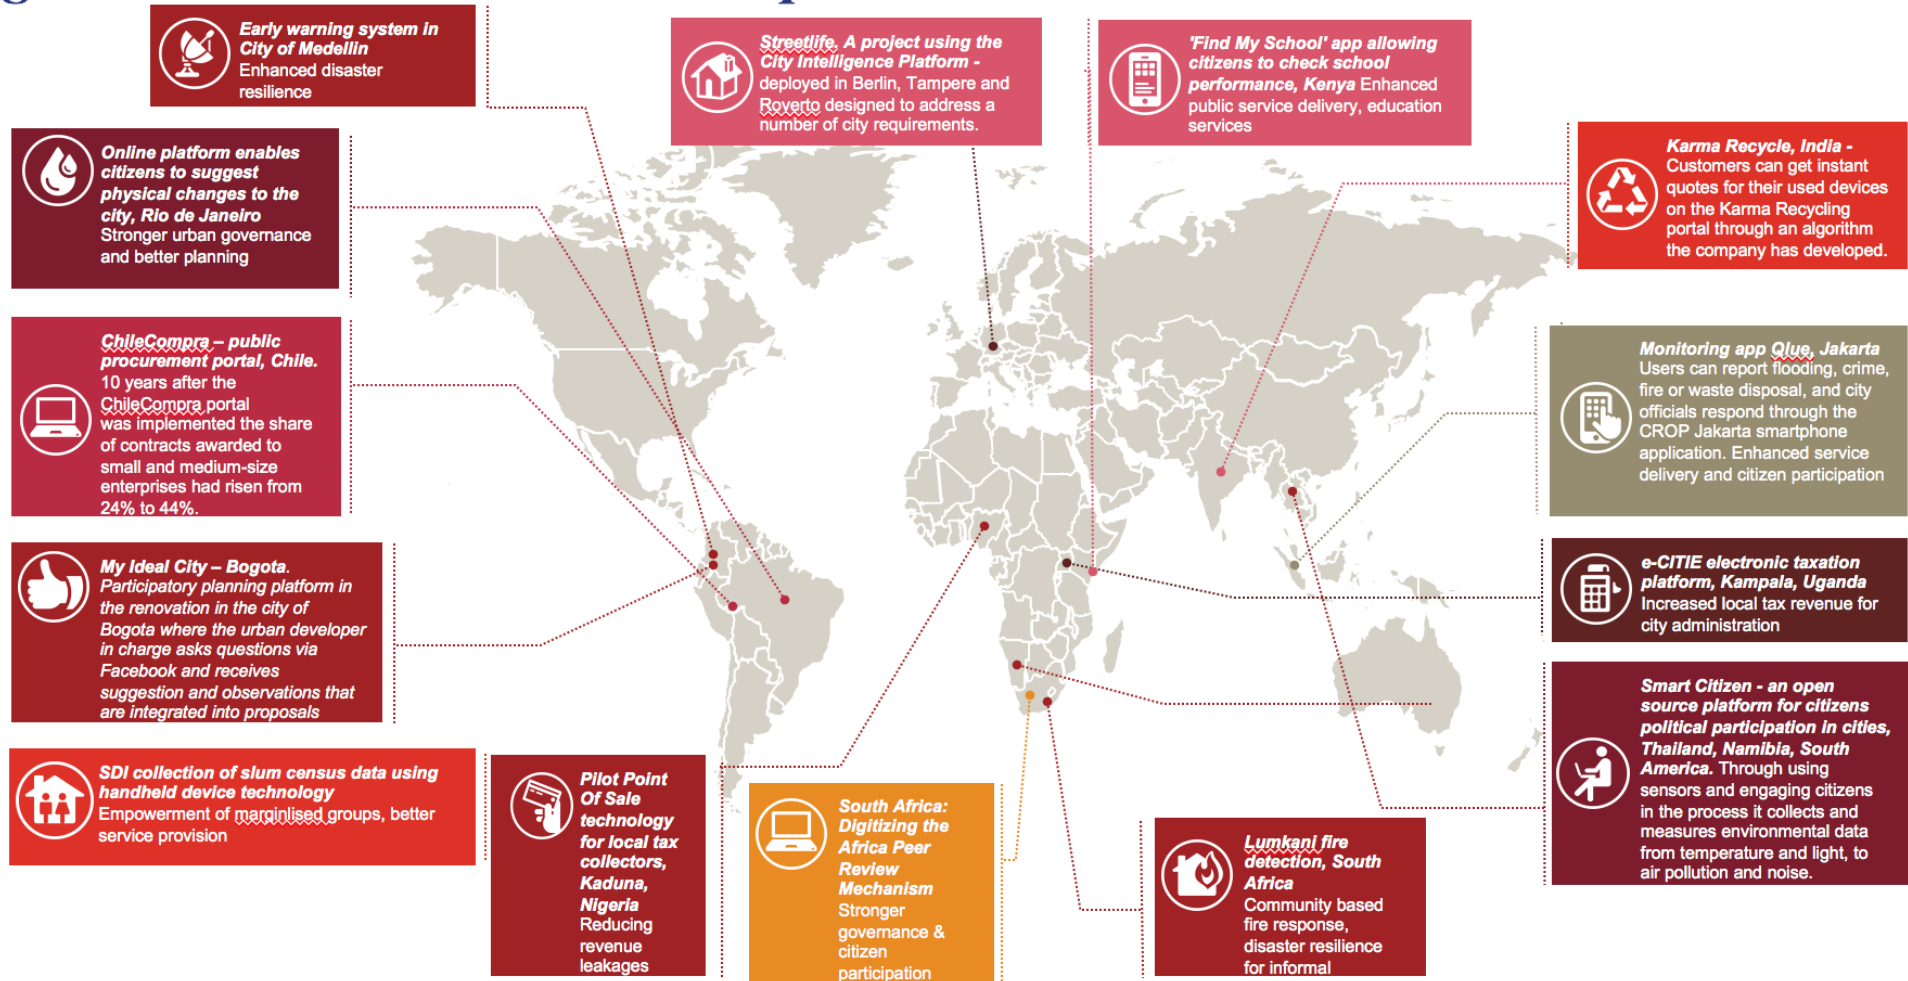 Early warning system in
City of Medellin
Enhanced disaster
resilience
Streetlife, A project using the
City Intelligence Platform -
deployed in Berlin, Tampere and
Roverto designed to address a
number of city requirements.
'Find My School' app allowing
citizens to check school
performance, Kenya Enhanced
public service delivery, education
services
Online platform enables
citizens to suggest
physical changes to the
city, Rio de Janeiro
Stronger urban governance
and better planning
Karma Recycle, India -
Customers can get instant
quotes for their used devices
on the Karma Recycling
portal through an algorithm
the company has developed.
ChileCompra – public
procurement portal, Chile.
10 years after the
ChileCompra portal
was implemented the share
of contracts awarded to
small and medium-size
enterprises had risen from
24% to 44%.
Monitoring app Qlue, Jakarta
Users can report flooding, crime,
fire or waste disposal, and city
officials respond through the
CROP Jakarta smartphone
application. Enhanced service
delivery and citizen participation
My Ideal City – Bogota.
Participatory planning platform in
the renovation in the city of
Bogota where the urban developer
in charge asks questions via
Facebook and receives
suggestion and observations that
are integrated into proposals
e-CITIE electronic taxation
platform, Kampala, Uganda
Increased local tax revenue for
city administration
Smart Citizen - an open
source platform for citizens
political participation in cities,
Thailand, Namibia, South
America. Through using
sensors and engaging citizens
in the process it collects and
measures environmental data
from temperature and light, to
air pollution and noise.
SDI collection of slum census data using
handheld device technology
Empowerment of marginlised groups, better
service provision
Pilot Point
Of Sale
technology
for local tax
collectors,
Kaduna,
Nigeria
Reducing
revenue
leakages
South Africa:
Digitizing the
Africa Peer
Review
Mechanism
Stronger
governance &
citizen
participation
Lumkani fire
detection, South
Africa
Community based
fire response,
disaster resilience
for informal